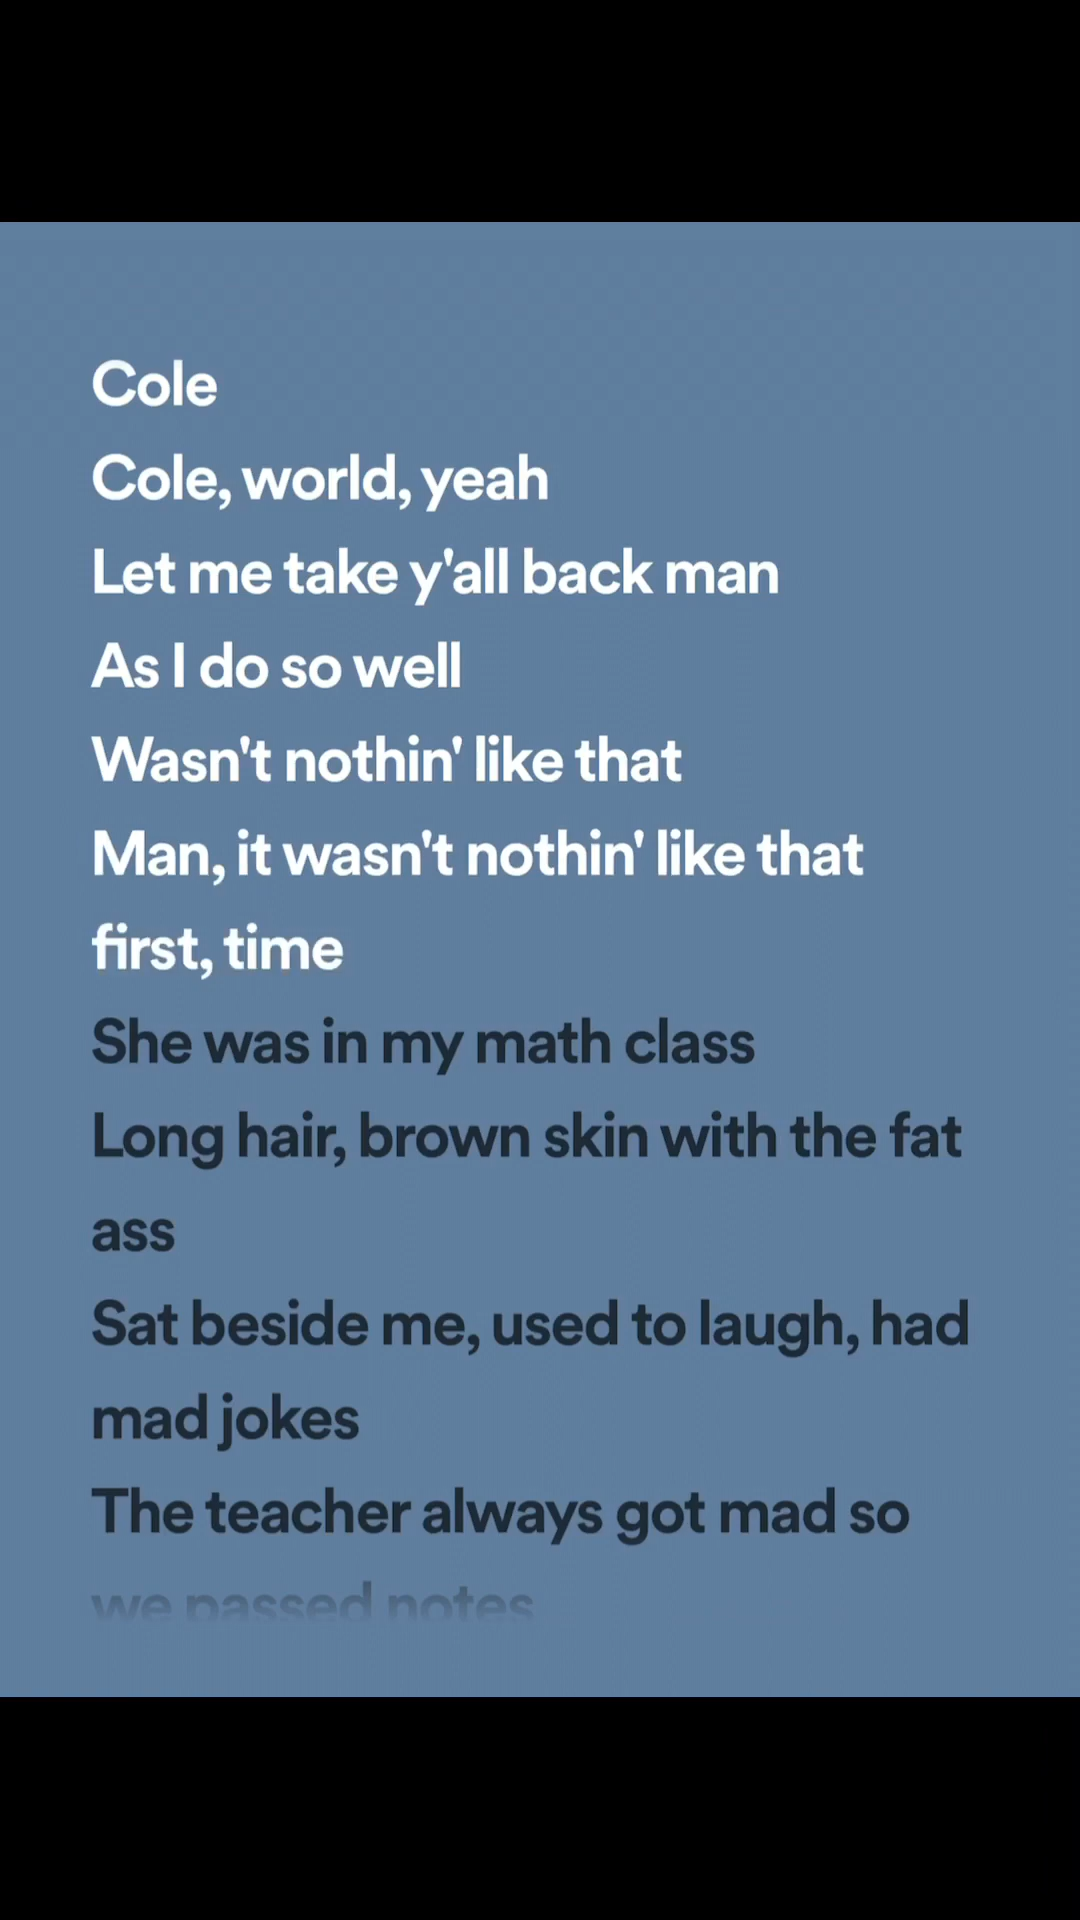 Cole
Cole, world, yeah
Let me take y'all back man
As I do so well
Wasn't nothin' like that
Man, it wasn't nothin' like that
first, time
She was in my math class
Long hair, brown skin with the fat
ass
Sat beside me, used to laugh, had
mad jokes
The teacher always got mad so
we passed notes